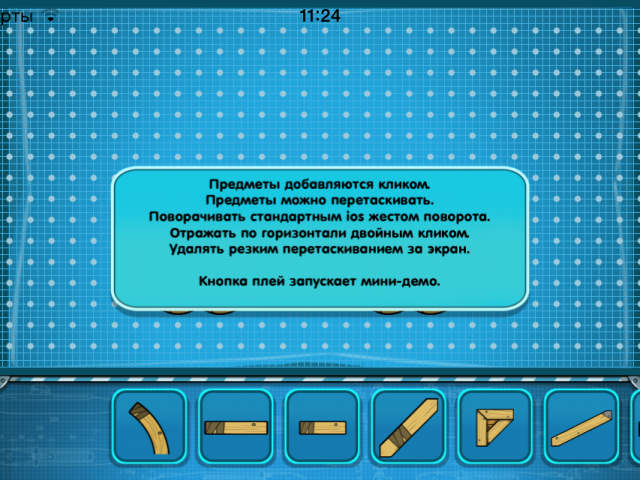 рты 11:24
Предметы добавляются кликом.
Предметы можно перетаскивать.
Поворачивать стандартным ios жестом поворота.
Отражать по горизонтали двойным кликом.
Удалять резким перетаскиванием за экран.
Кнопка плей запускает мини-демо.